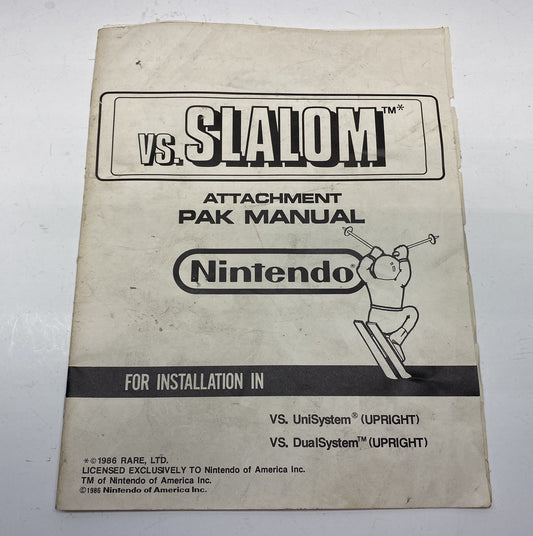 VS. SLALOM™*
ATTACHMENT
PAK MANUAL
Nintendo®
FOR INSTALLATION IN
VS. UniSystem® (UPRIGHT)
VS. DualSystem™ (UPRIGHT)
* © 1986 RARE, LTD.
LICENSED EXCLUSIVELY TO Nintendo of America Inc.
TM of Nintendo of America Inc.
© 1986 Nintendo of America Inc.